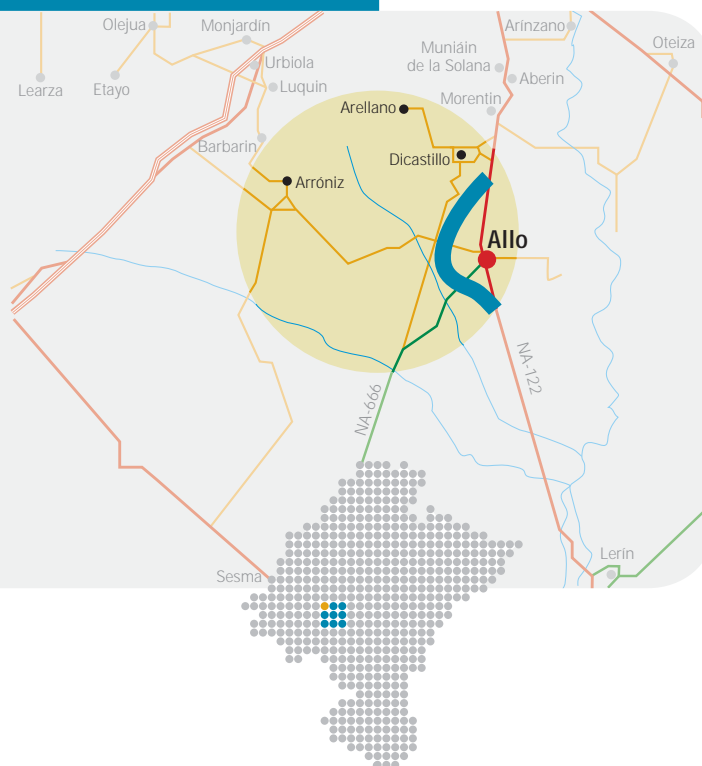 Olejua
Monjardín
Arínzano
Muniáin
de la Solana
Oteiza
Urbiola
Learza
Etayo
Luquin
Aberin
Arellano
Morentin
Barbarin
Dicastillo
Arróniz
Allo
NA-122
NA-666
Lerín
Sesma